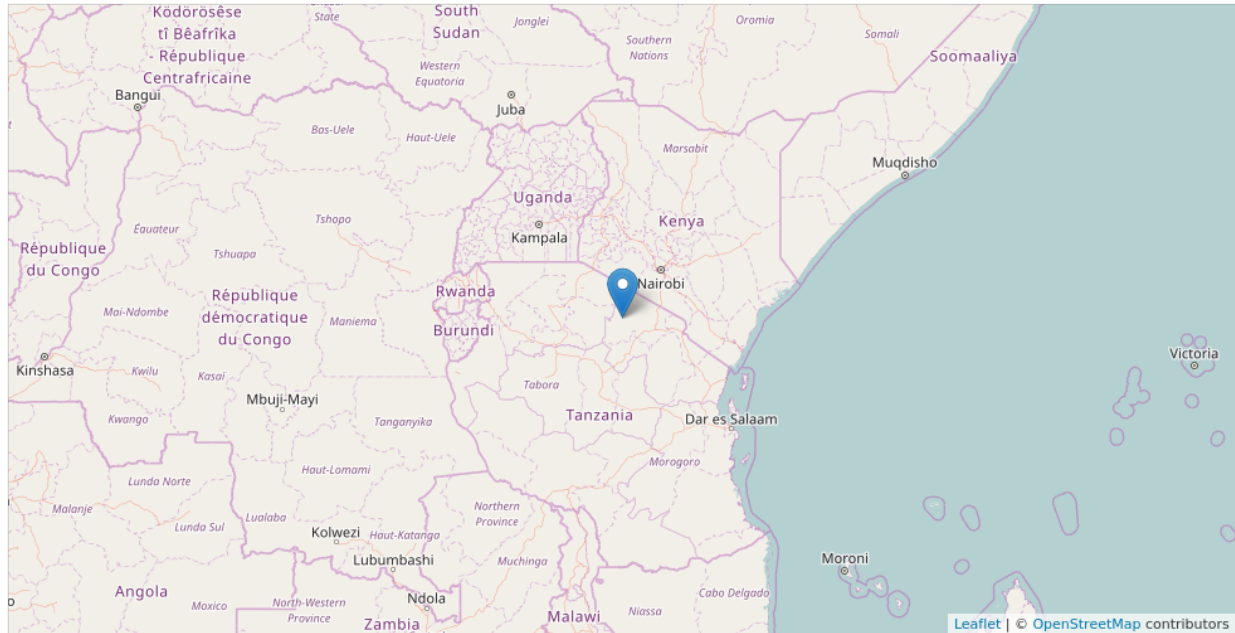 Ködörösêse
tî Bêafrîka
- République
Centrafricaine
State
South
Sudan
Jonglei
Oromia
Southern
Nations
Somali
Soomaaliya
Western
Equatoria
Bangui
Juba
Bas-Uele
Haut-Uele
Marsabit
Muqdisho
Uganda
Kampala
Kenya
Nairobi
Tshopo
Équateur
Tshuapa
République
du Congo
Rwanda
Burundi
République
démocratique
du Congo
Maniema
Mai-Ndombe
Kinshasa
Kwilu
Kasaï
Kwango
Mbuji-Mayi
Tanganyika
Tabora
Tanzania
Dar es Salaam
Morogoro
Victoria
Haut-Lomami
Lunda Norte
Malanje
Lunda Sul
Lualaba
Kolwezi
Haut-Katanga
Lubumbashi
Northern
Province
Muchinga
Moroni
Angola
Moxico
North-Western
Province
Ndola
Zambia
Malawi
Niassa
Cabo Delgado
Leaflet | © OpenStreetMap contributors